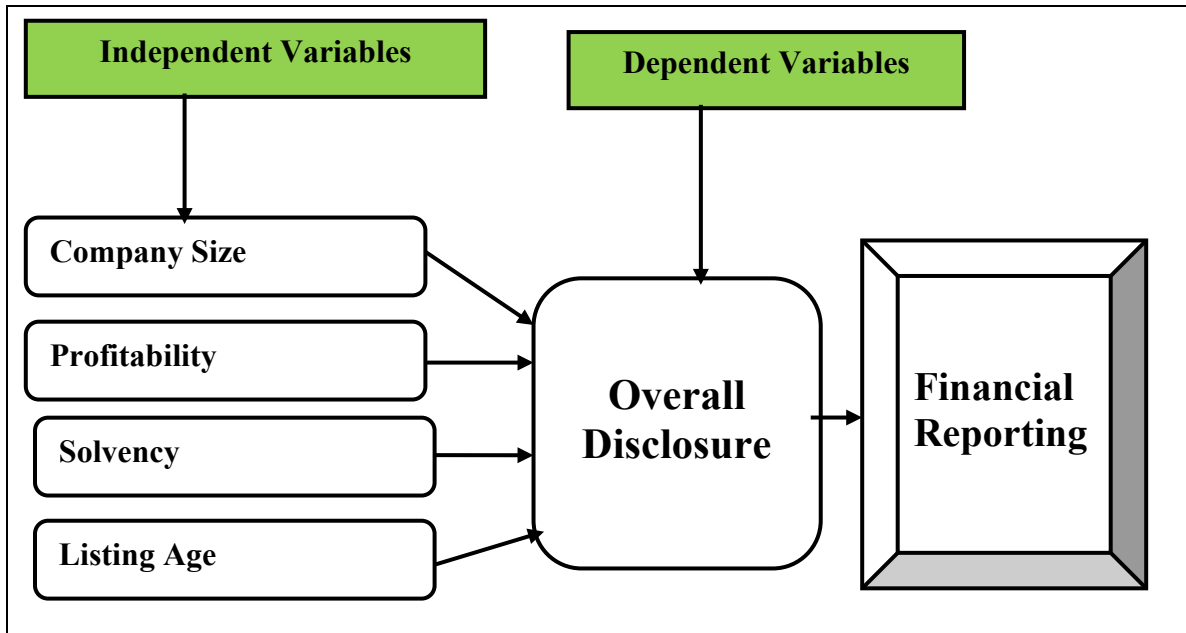 Independent Variables
Dependent Variables
Company Size
Profitability
Solvency
Listing Age
Overall
Disclosure
Financial
Reporting